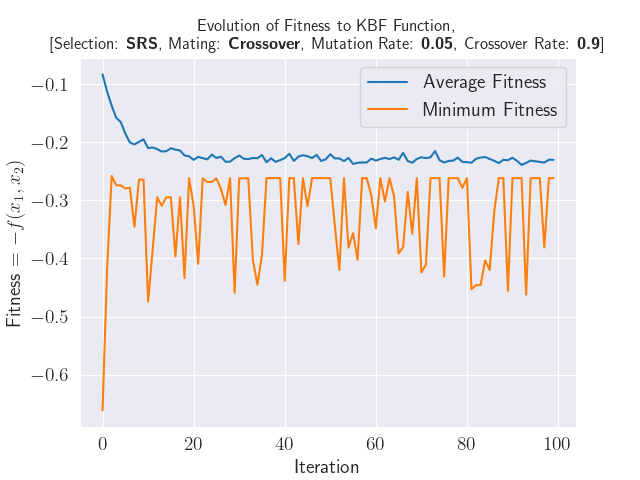 Evolution of Fitness to KBF Function,
[Selection: SRS, Mating: Crossover, Mutation Rate: 0.05, Crossover Rate: 0.9]
Average Fitness
Minimum Fitness
−0.1
−0.2
−0.3
−0.4
−0.5
−0.6
Fitness = −f(x₁, x₂)
0 20 40 60 80 100
Iteration